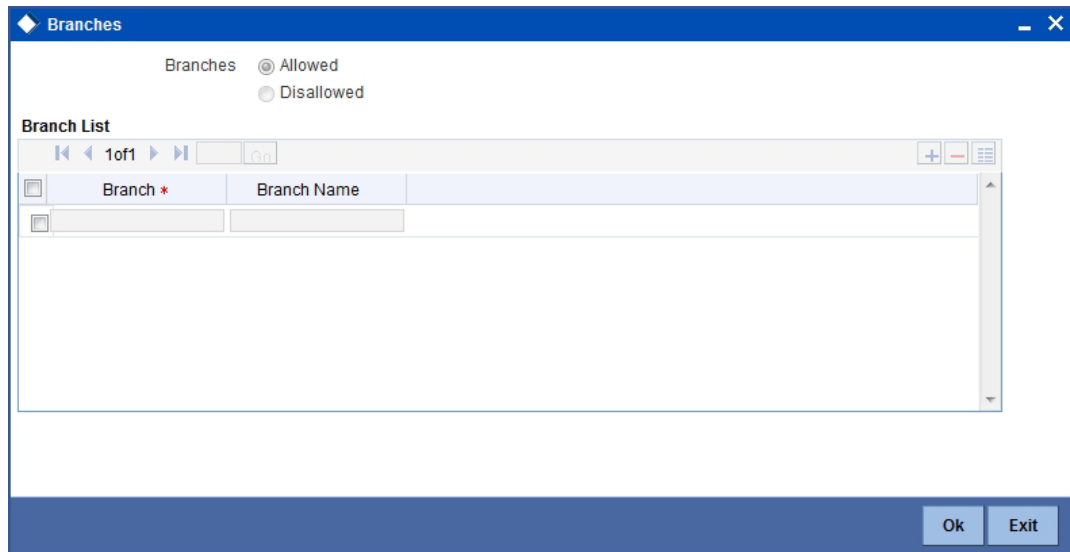 Branches
Branches Allowed
Disallowed
Branch List
1of1 Go
Branch * Branch Name
Ok Exit